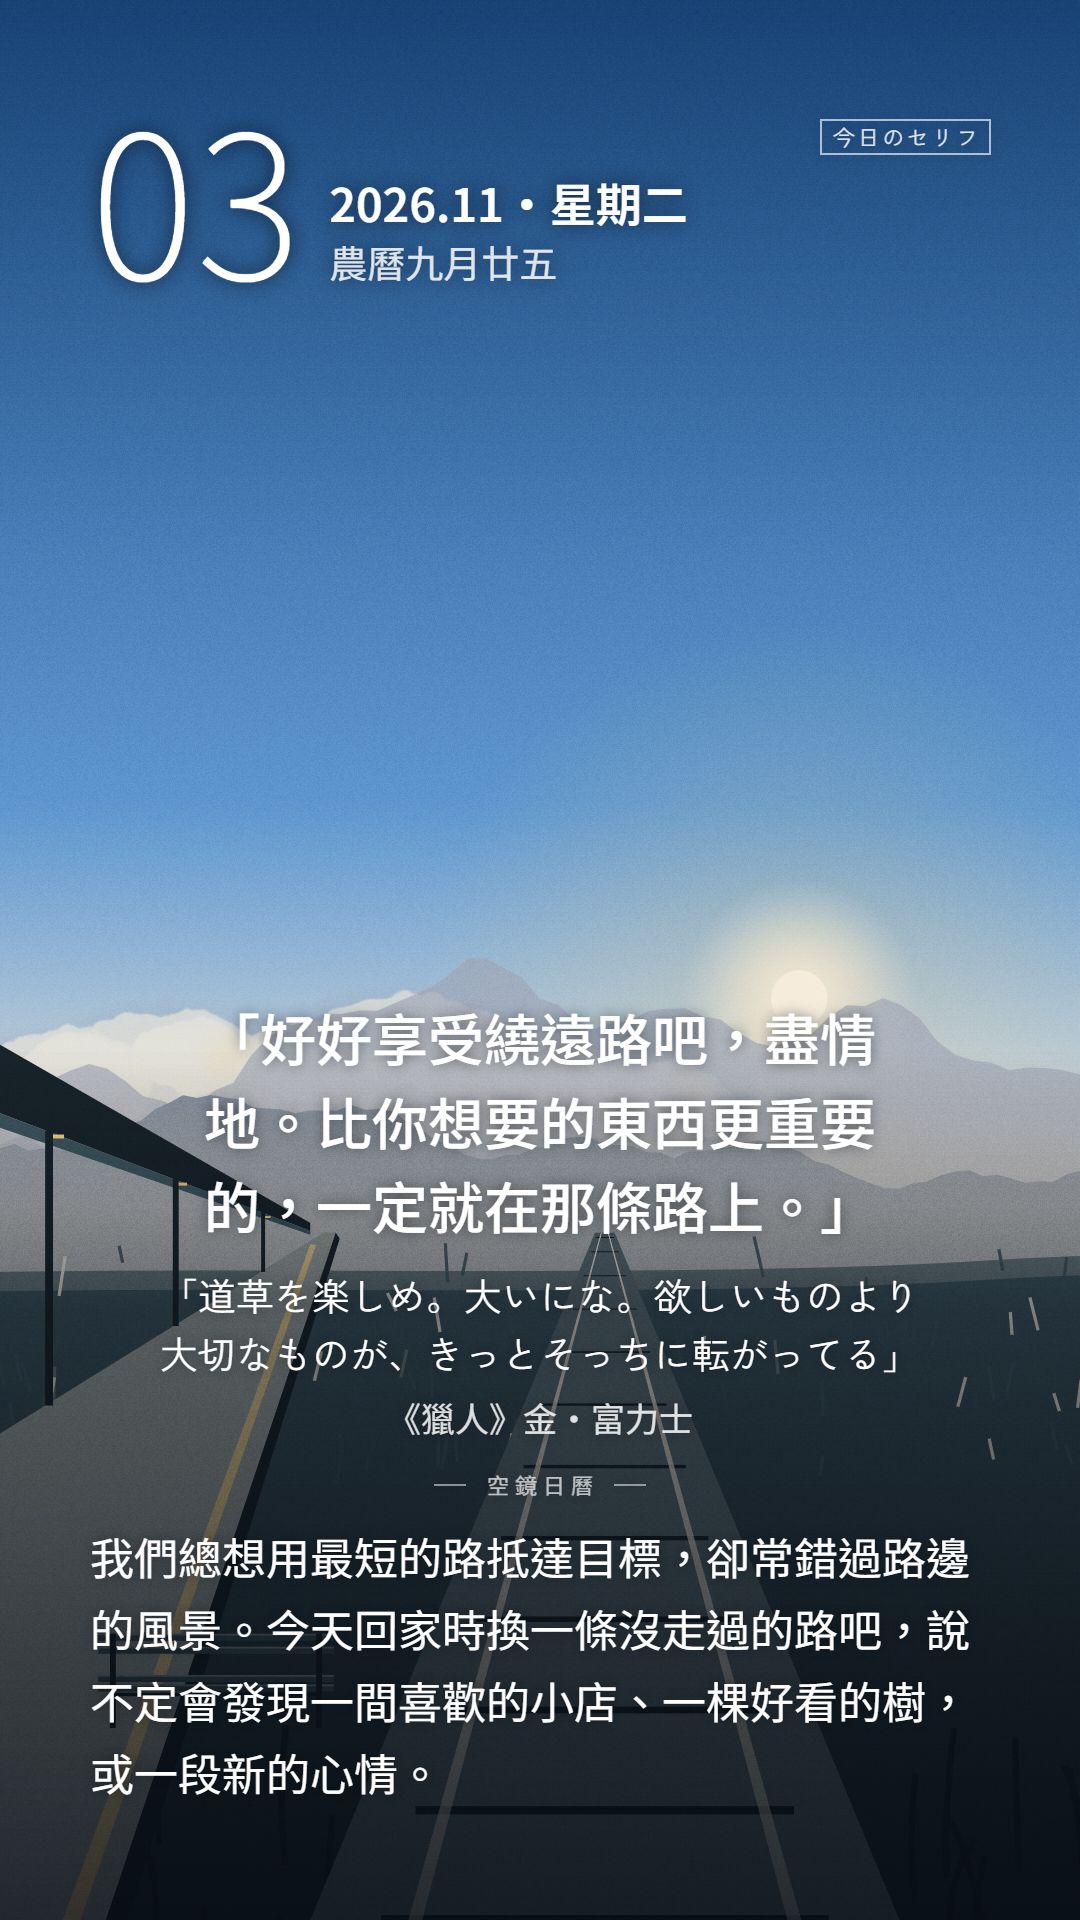 03
2026.11・星期二
農曆九月廿五
今日のセリフ
「好好享受繞遠路吧，盡情
地。比你想要的東西更重要
的，一定就在那條路上。」
「道草を楽しめ。大いにな。欲しいものより
大切なものが、きっとそっちに転がってる」
《獵人》金・富力士
空鏡日曆
我們總想用最短的路抵達目標，卻常錯過路邊
的風景。今天回家時換一條沒走過的路吧，說
不定會發現一間喜歡的小店、一棵好看的樹，
或一段新的心情。